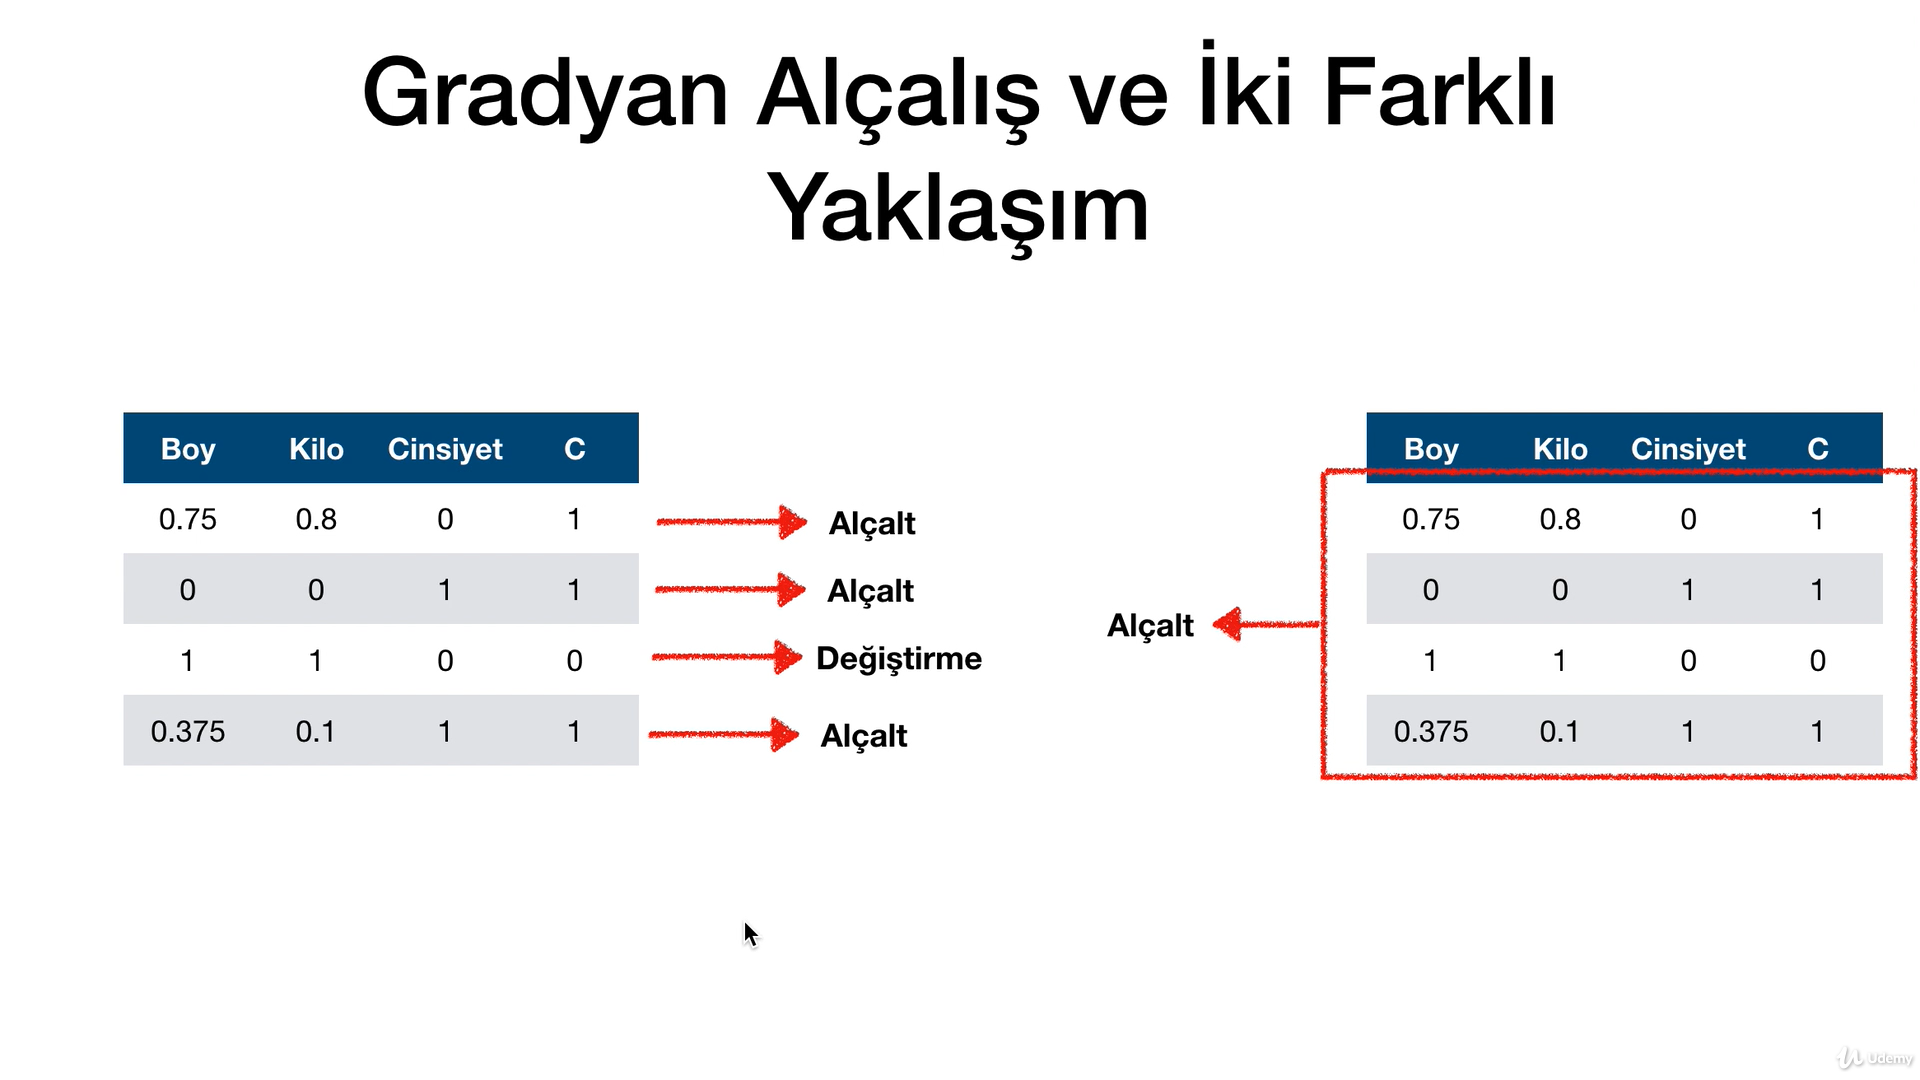 Gradyan Alçalış ve İki Farklı
Yaklaşım
Boy Kilo Cinsiyet C
0.75 0.8 0 1
0 0 1 1
1 1 0 0
0.375 0.1 1 1
Alçalt
Alçalt
Değiştirme
Alçalt
Alçalt
Boy Kilo Cinsiyet C
0.75 0.8 0 1
0 0 1 1
1 1 0 0
0.375 0.1 1 1
Udemy